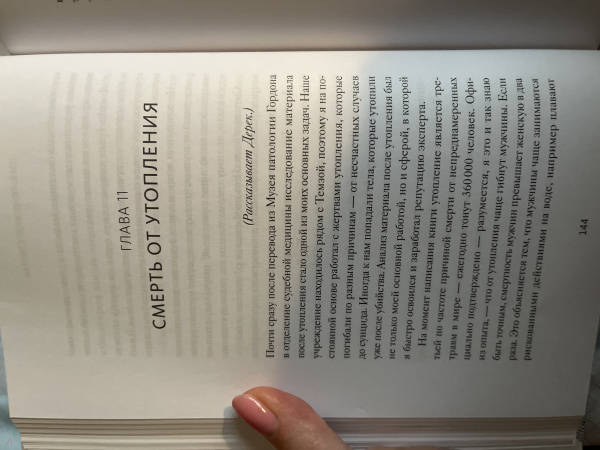 ГЛАВА 11
СМЕРТЬ ОТ УТОПЛЕНИЯ
(Рассказывает Дерек.)
Почти сразу после перевода из Музея патологии Гордона
в отделение судебной медицины исследование материала
после утопления стало одной из моих основных задач. Наше
учреждение находилось рядом с Темзой, поэтому я на по-
стоянной основе работал с жертвами утопления, которые
погибали по разным причинам — от несчастных случаев
до суицида. Иногда к нам попадали тела, которые утопили
уже после убийства. Анализ материала после утопления был
не только моей основной работой, но и сферой, в которой
я быстро освоился и заработал репутацию эксперта.
На момент написания книги утопление является тре-
тьей по частоте причиной смерти от непреднамеренных
травм в мире — ежегодно тонут 360 000 человек. Офи-
циально подтверждено — разумеется, я это и так знаю
из опыта, — что от утопления чаще гибнут мужчины. Если
быть точным, смертность мужчин превышает женскую в два
раза. Это объясняется тем, что мужчины чаще занимаются
рискованными действиями на воде, например плавают
144